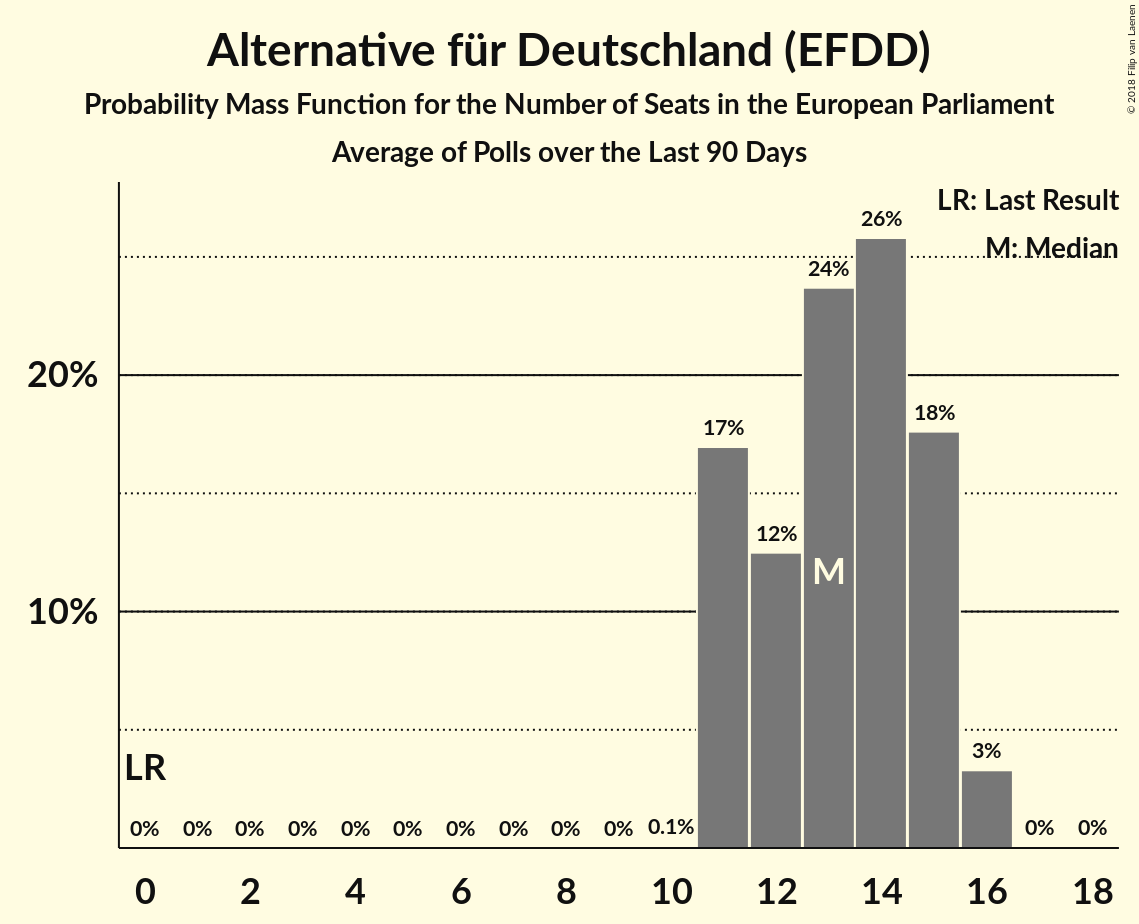 Alternative für Deutschland (EFDD)
Probability Mass Function for the Number of Seats in the European Parliament
Average of Polls over the Last 90 Days
© 2018 Filip van Laenen
LR: Last Result
M: Median
26%
24%
20%
18%
17%
12%
10%
M
LR
3%
0% 0% 0% 0% 0% 0% 0% 0% 0% 0% 0.1% 0% 0%
0 2 4 6 8 10 12 14 16 18